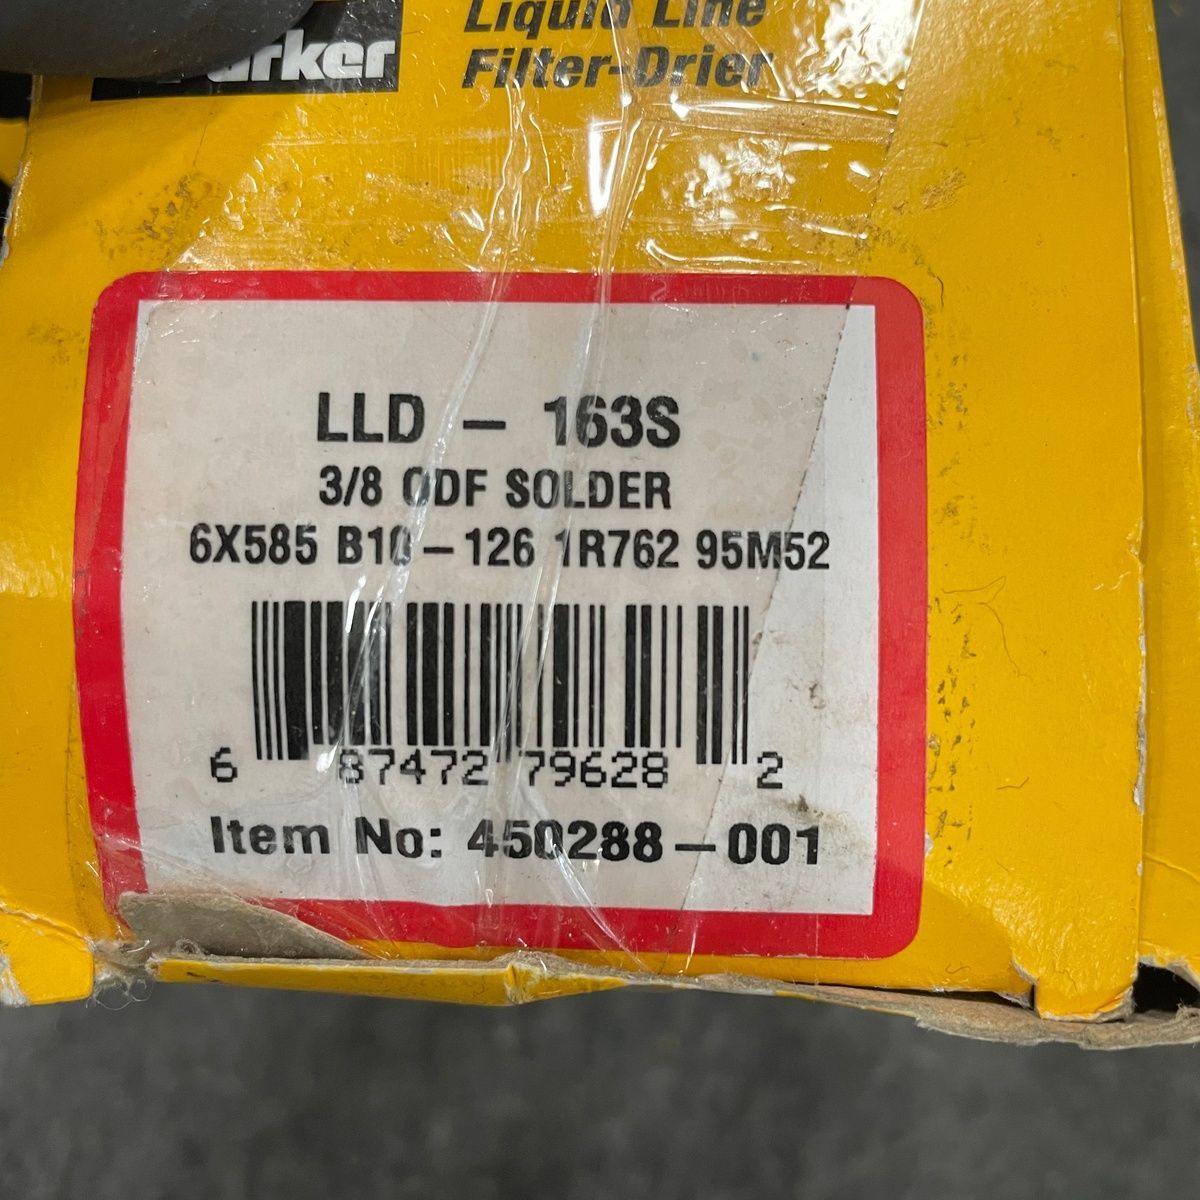 Parker
Liquid Line
Filter-Drier
LLD - 163S
3/8 ODF SOLDER
6X585 B10-126 1R762 95M52
6 87472 79628 2
Item No: 450288-001